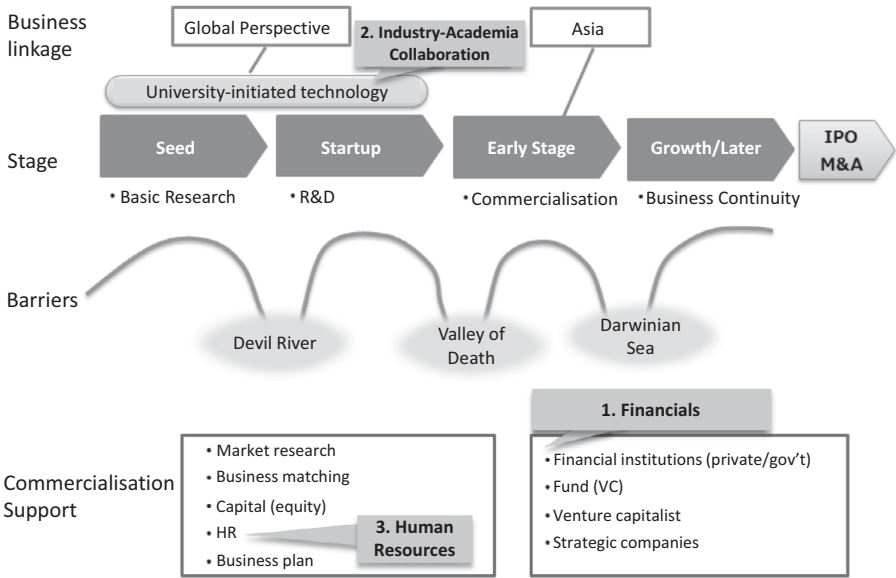 Business
linkage
Global Perspective
2. Industry-Academia
Collaboration
Asia
University-initiated technology
Stage
Seed
Startup
Early Stage
Growth/Later
IPO
M&A
• Basic Research
• R&D
• Commercialisation
• Business Continuity
Barriers
Devil River
Valley of
Death
Darwinian
Sea
1. Financials
Commercialisation
Support
• Market research
• Business matching
• Capital (equity)
• HR
• Business plan
3. Human
Resources
• Financial institutions (private/gov’t)
• Fund (VC)
• Venture capitalist
• Strategic companies